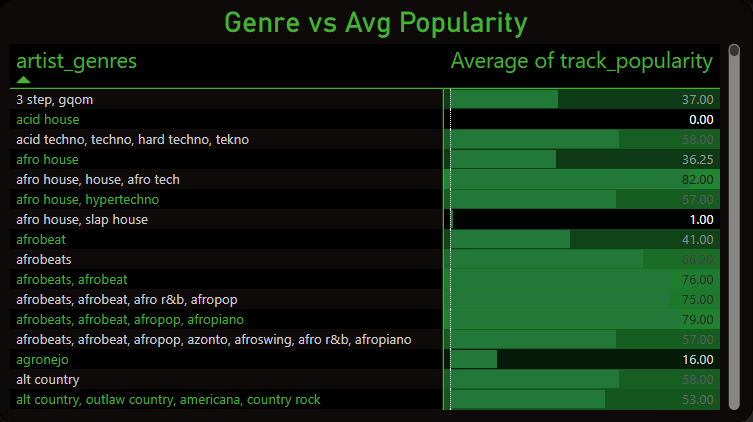 Genre vs Avg Popularity
artist_genres Average of track_popularity
3 step, gqom 37.00
acid house 0.00
acid techno, techno, hard techno, tekno 58.00
afro house 36.25
afro house, house, afro tech 82.00
afro house, hypertechno 57.00
afro house, slap house 1.00
afrobeat 41.00
afrobeats 66.20
afrobeats, afrobeat 76.00
afrobeats, afrobeat, afro r&b, afropop 75.00
afrobeats, afrobeat, afropop, afropiano 79.00
afrobeats, afrobeat, afropop, azonto, afroswing, afro r&b, afropiano 57.00
agronejo 16.00
alt country 58.00
alt country, outlaw country, americana, country rock 53.00